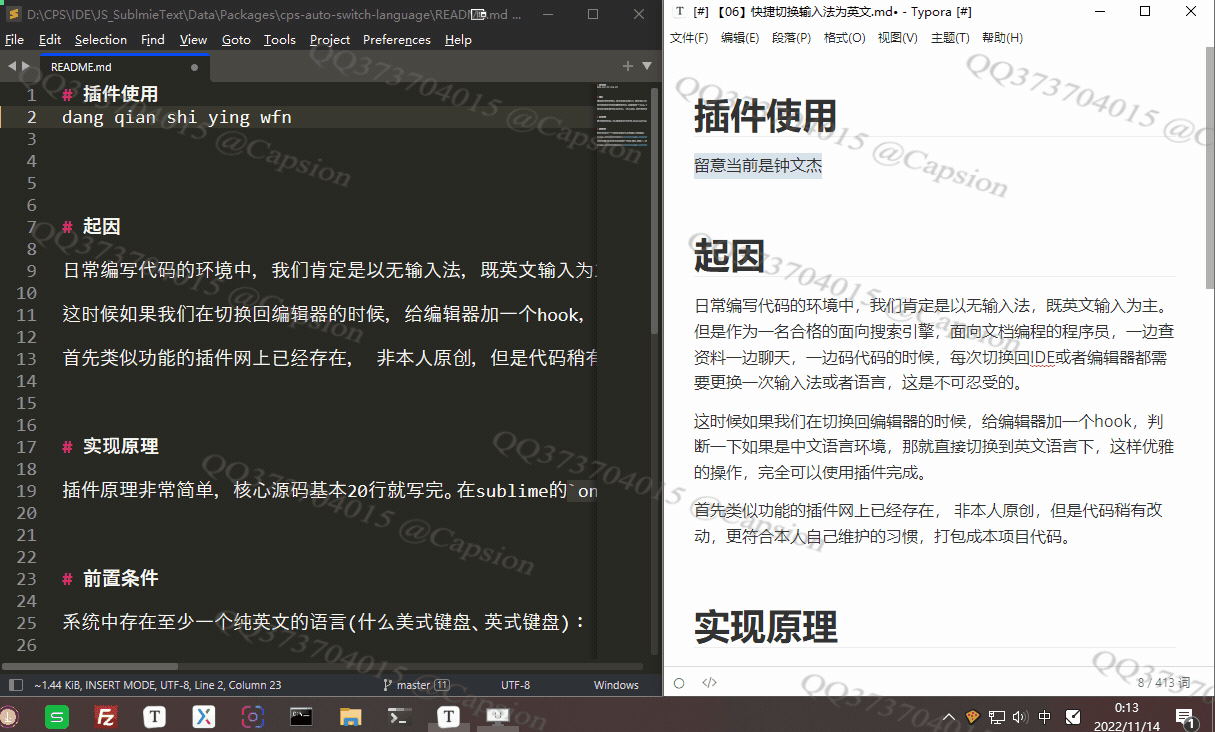 D:\CPS\IDE\JS_SublmieText\Data\Packages\cps-auto-switch-language\README.md ...
File Edit Selection Find View Goto Tools Project Preferences Help
README.md
1 # 插件使用
2 dang qian shi ying wfn
3
4
5
6
7 # 起因
8
9 日常编写代码的环境中，我们肯定是以无输入法，既英文输入为
10
11 这时候如果我们在切换回编辑器的时候，给编辑器加一个hook，
12
13 首先类似功能的插件网上已经存在， 非本人原创，但是代码稍有
14
15
16
17 # 实现原理
18
19 插件原理非常简单，核心源码基本20行就写完。在sublime的`on
20
21
22
23 # 前置条件
24
25 系统中存在至少一个纯英文的语言(什么美式键盘、英式键盘)：
26
~1.44 KiB, INSERT MODE, UTF-8, Line 2, Column 23 master 11 UTF-8 Windows
T [#] 【06】快捷切换输入法为英文.md• - Typora [#]
文件(F) 编辑(E) 段落(P) 格式(O) 视图(V) 主题(T) 帮助(H)
插件使用
留意当前是钟文杰
起因
日常编写代码的环境中，我们肯定是以无输入法，既英文输入为主。
但是作为一名合格的面向搜索引擎，面向文档编程的程序员，一边查
资料一边聊天，一边码代码的时候，每次切换回IDE或者编辑器都需
要更换一次输入法或者语言，这是不可忍受的。
这时候如果我们在切换回编辑器的时候，给编辑器加一个hook，判
断一下如果是中文语言环境，那就直接切换到英文语言下，这样优雅
的操作，完全可以使用插件完成。
首先类似功能的插件网上已经存在， 非本人原创，但是代码稍有改
动，更符合本人自己维护的习惯，打包成本项目代码。
实现原理
8 / 413 词
S Fz T X T
中
0:13
2022/11/14
1
QQ373704015 @Capsion
QQ373704015 @Capsion
QQ373704015 @Capsion
QQ373704015 @Capsion
QQ373704015 @Capsion
QQ373704015 @Capsion
QQ373704015 @Capsion
QQ373704015 @Capsion
QQ373704015 @C
QQ373704015
QQ3737040
QQ37